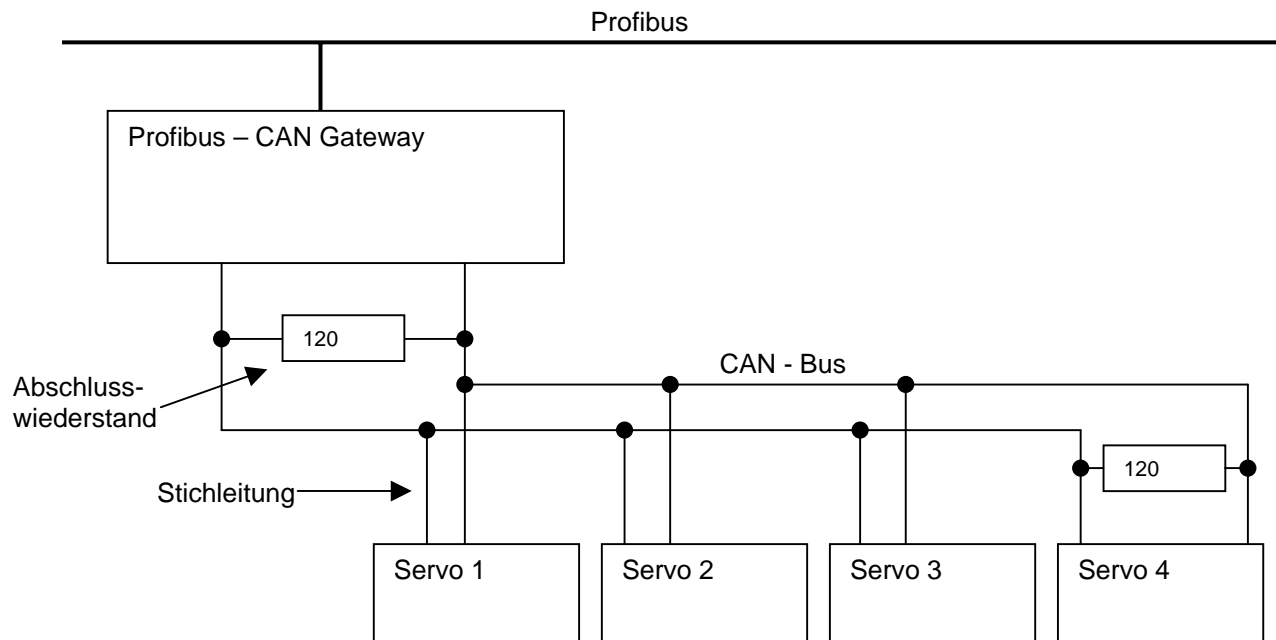 Profibus
Profibus – CAN Gateway
120
CAN - Bus
Abschluss-
wiederstand
120
Stichleitung
Servo 1
Servo 2
Servo 3
Servo 4